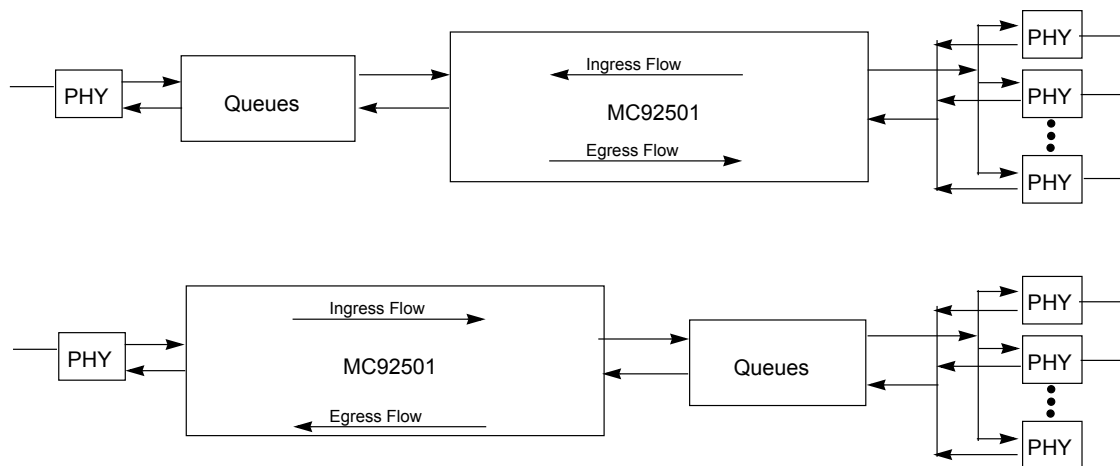 PHY
Queues
Ingress Flow
MC92501
Egress Flow
PHY
PHY
PHY
PHY
Ingress Flow
MC92501
Egress Flow
Queues
PHY
PHY
PHY